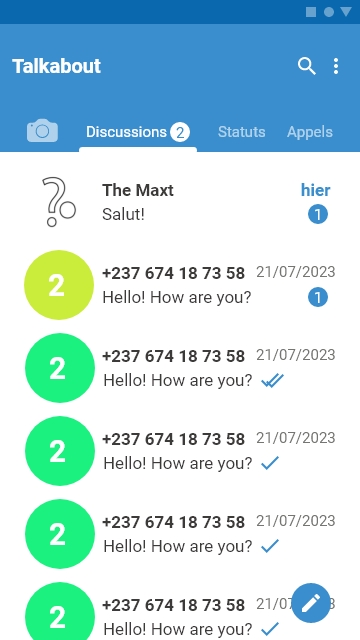 Talkabout
Discussions 2 Statuts Appels
The Maxt hier
Salut! 1
2 +237 674 18 73 58 21/07/2023
Hello! How are you? 1
2 +237 674 18 73 58 21/07/2023
Hello! How are you?
2 +237 674 18 73 58 21/07/2023
Hello! How are you?
2 +237 674 18 73 58 21/07/2023
Hello! How are you?
2 +237 674 18 73 58 21/07
Hello! How are you?